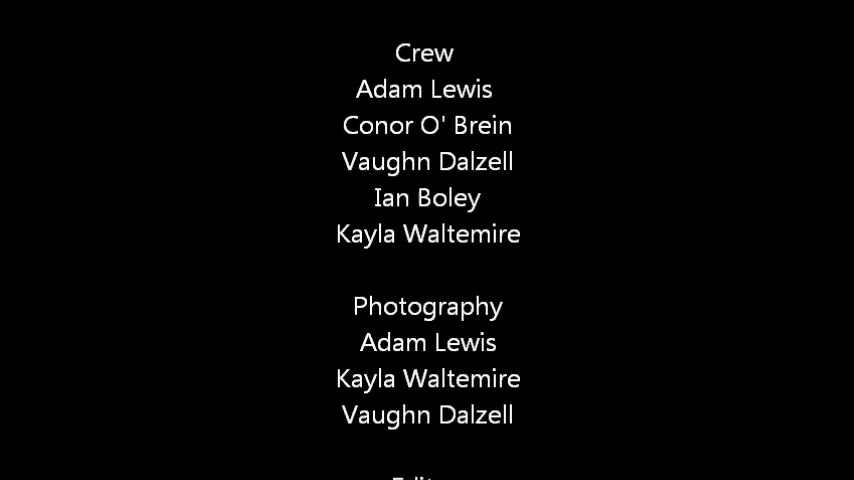 Crew
Adam Lewis
Conor O' Brein
Vaughn Dalzell
Ian Boley
Kayla Waltemire
Photography
Adam Lewis
Kayla Waltemire
Vaughn Dalzell